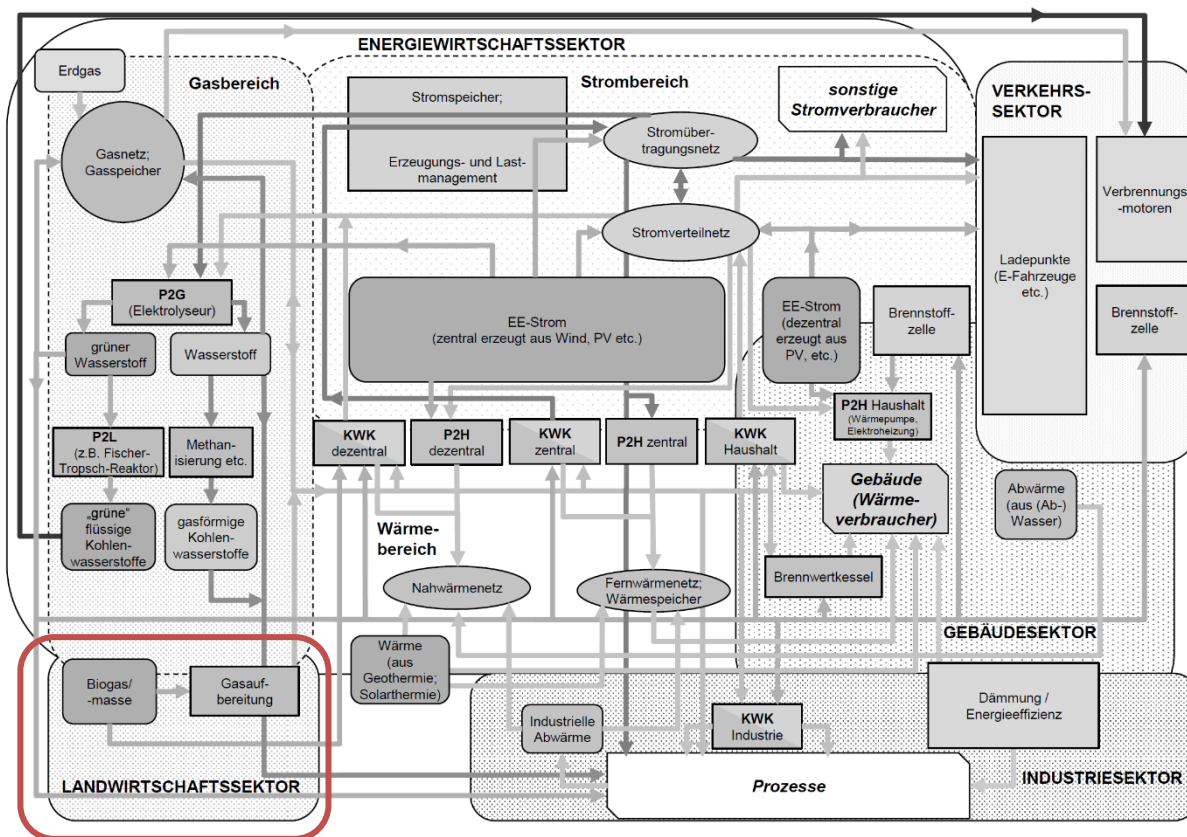 ENERGIEWIRTSCHAFTSSEKTOR
Erdgas
Gasbereich
Strombereich
Stromspeicher;
Erzeugungs- und Last-
management
sonstige
Stromverbraucher
VERKEHRS-
SEKTOR
Gasnetz;
Gasspeicher
Stromüber-
tragungsnetz
Stromverteilnetz
Ladepunkte
(E-Fahrzeuge
etc.)
Verbrennungs
-motoren
Brennstoff-
zelle
P2G
(Elektrolyseur)
EE-Strom
(zentral erzeugt aus Wind, PV etc.)
EE-Strom
(dezentral
erzeugt aus
PV, etc.)
Brennstoff-
zelle
grüner
Wasserstoff
Wasserstoff
P2L
(z.B. Fischer-
Tropsch-Reaktor)
Methan-
isierung etc.
KWK
dezentral
P2H
dezentral
KWK
zentral
P2H zentral
KWK
Haushalt
P2H Haushalt
(Wärmepumpe,
Elektroheizung)
„grüne“
flüssige
Kohlen-
wasserstoffe
gasförmige
Kohlen-
wasserstoffe
Wärme-
bereich
Gebäude
(Wärme-
verbraucher)
Abwärme
(aus (Ab-)
Wasser)
Nahwärmenetz
Fernwärmenetz;
Wärmespeicher
Brennwertkessel
GEBÄUDESEKTOR
Biogas/
-masse
Gasauf-
bereitung
Wärme
(aus
Geothermie;
Solarthermie)
Industrielle
Abwärme
KWK
Industrie
Dämmung /
Energieeffizienz
LANDWIRTSCHAFTSSEKTOR
Prozesse
INDUSTRIESEKTOR